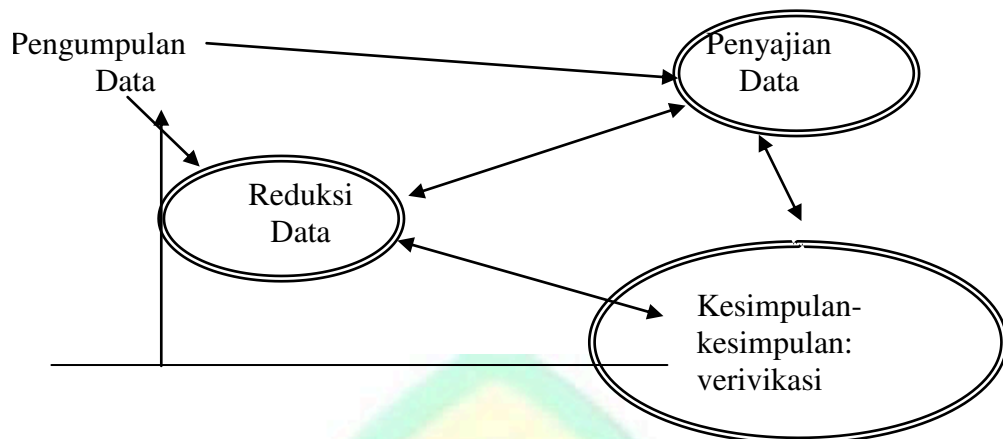 Pengumpulan
Data
Penyajian
Data
Reduksi
Data
Kesimpulan-
kesimpulan:
verivikasi